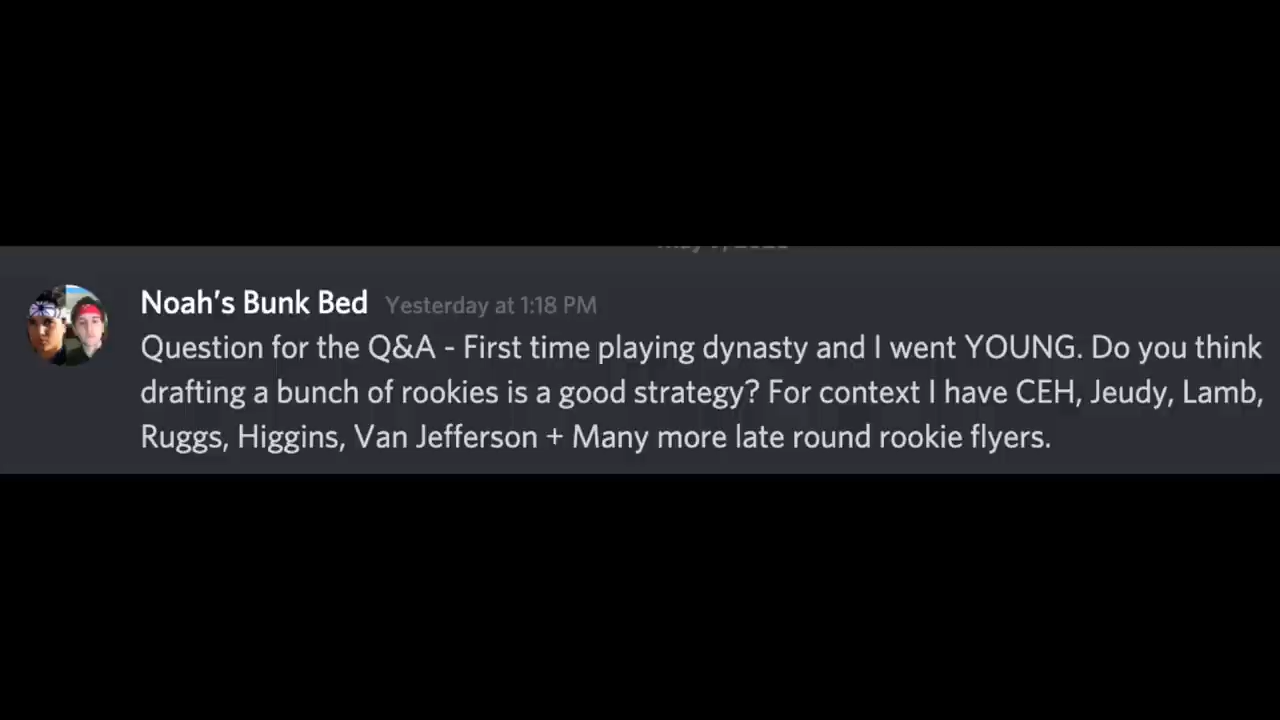 Noah's Bunk Bed Yesterday at 1:18 PM
Question for the Q&A - First time playing dynasty and I went YOUNG. Do you think
drafting a bunch of rookies is a good strategy? For context I have CEH, Jeudy, Lamb,
Ruggs, Higgins, Van Jefferson + Many more late round rookie flyers.